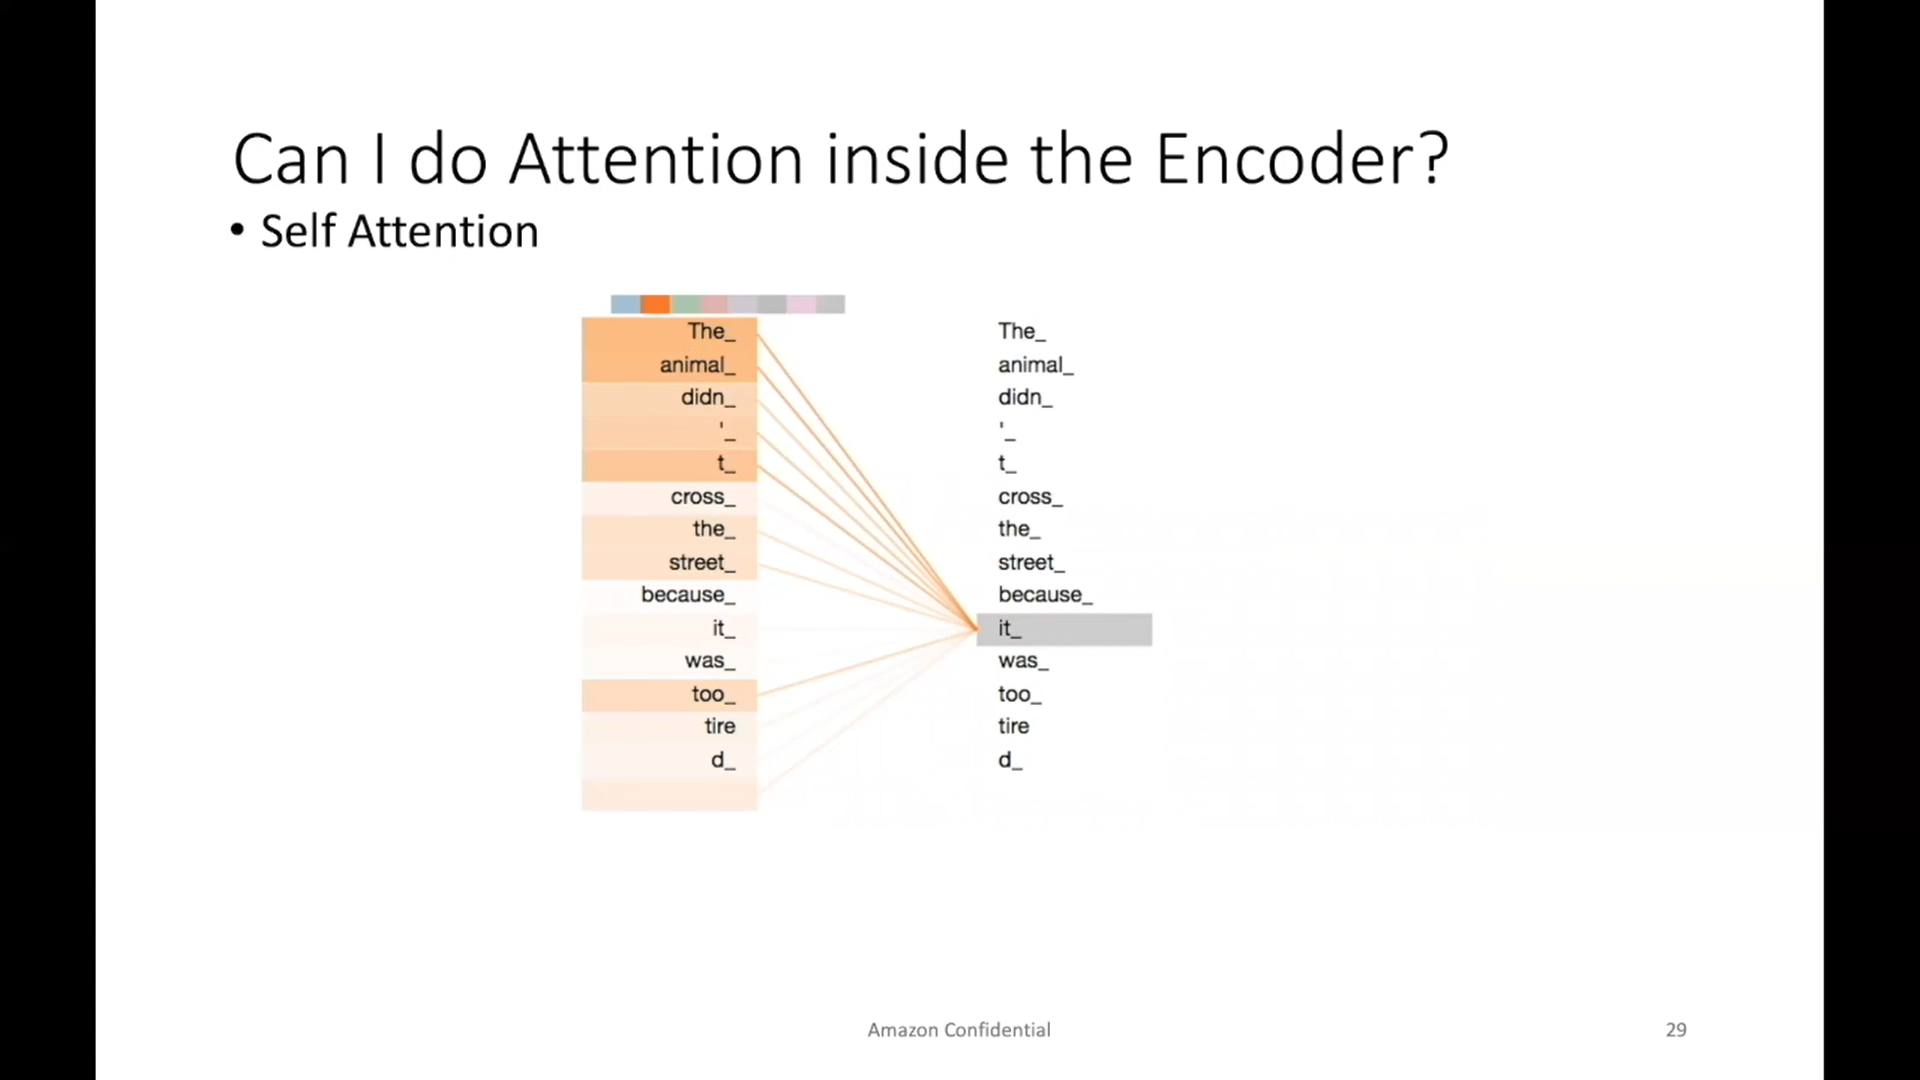 Can I do Attention inside the Encoder?
• Self Attention
The_ The_
animal_ animal_
didn_ didn_
'_ '_
t_ t_
cross_ cross_
the_ the_
street_ street_
because_ because_
it_ it_
was_ was_
too_ too_
tire tire
d_ d_
Amazon Confidential 29